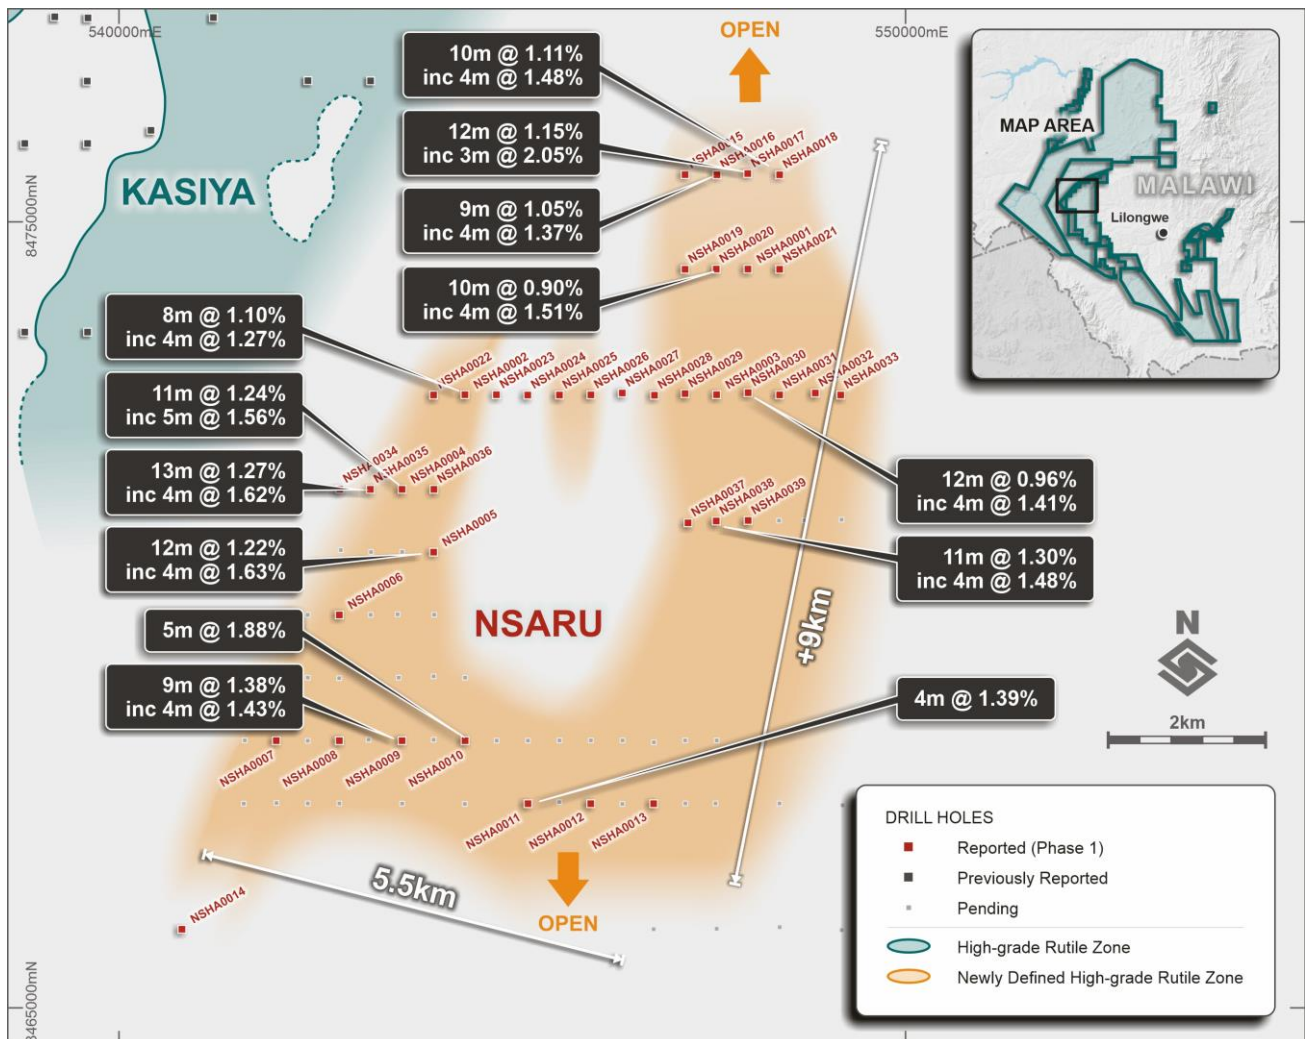 540000mE
550000mE
OPEN
10m @ 1.11%
inc 4m @ 1.48%
12m @ 1.15%
inc 3m @ 2.05%
9m @ 1.05%
inc 4m @ 1.37%
10m @ 0.90%
inc 4m @ 1.51%
KASIYA
8475000mN
NSHA0015
NSHA0016
NSHA0017
NSHA0018
NSHA0019
NSHA0020
NSHA0001
NSHA0021
MAP AREA
MALAWI
Lilongwe
8m @ 1.10%
inc 4m @ 1.27%
11m @ 1.24%
inc 5m @ 1.56%
13m @ 1.27%
inc 4m @ 1.62%
12m @ 1.22%
inc 4m @ 1.63%
5m @ 1.88%
9m @ 1.38%
inc 4m @ 1.43%
NSHA0022
NSHA0002
NSHA0023
NSHA0024
NSHA0025
NSHA0026
NSHA0027
NSHA0028
NSHA0029
NSHA0003
NSHA0030
NSHA0031
NSHA0032
NSHA0033
NSHA0034
NSHA0035
NSHA0004
NSHA0036
NSHA0037
NSHA0038
NSHA0039
NSHA0005
NSHA0006
12m @ 0.96%
inc 4m @ 1.41%
11m @ 1.30%
inc 4m @ 1.48%
NSARU
+9km
4m @ 1.39%
N
2km
NSHA0007
NSHA0008
NSHA0009
NSHA0010
NSHA0011
NSHA0012
NSHA0013
NSHA0014
5.5km
OPEN
8465000mN
DRILL HOLES
Reported (Phase 1)
Previously Reported
Pending
High-grade Rutile Zone
Newly Defined High-grade Rutile Zone